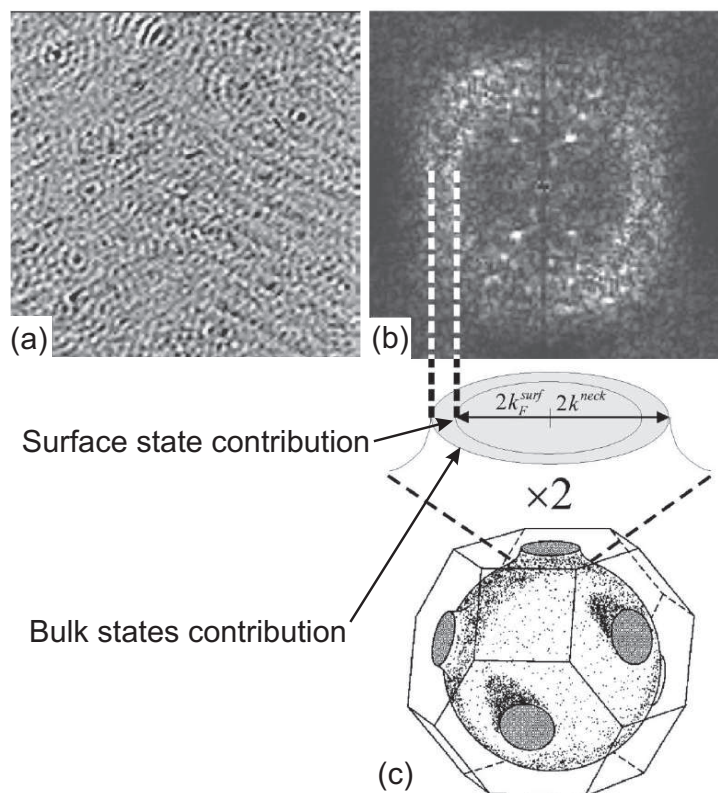 (a)
(b)
2k_F^surf 2k^neck
Surface state contribution
×2
Bulk states contribution
(c)